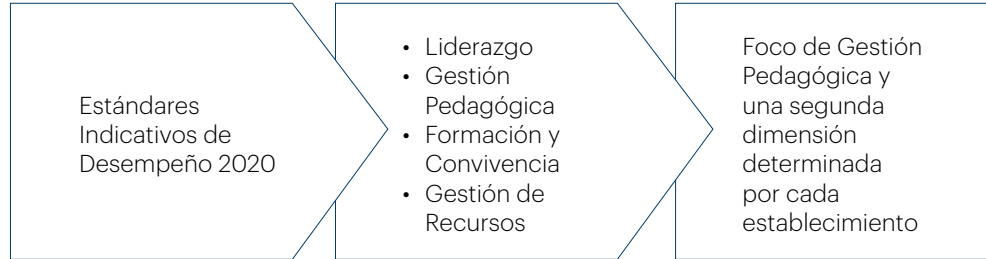 Estándares
Indicativos de
Desempeño 2020
• Liderazgo
• Gestión
Pedagógica
• Formación y
Convivencia
• Gestión de
Recursos
Foco de Gestión
Pedagógica y
una segunda
dimensión
determinada
por cada
establecimiento